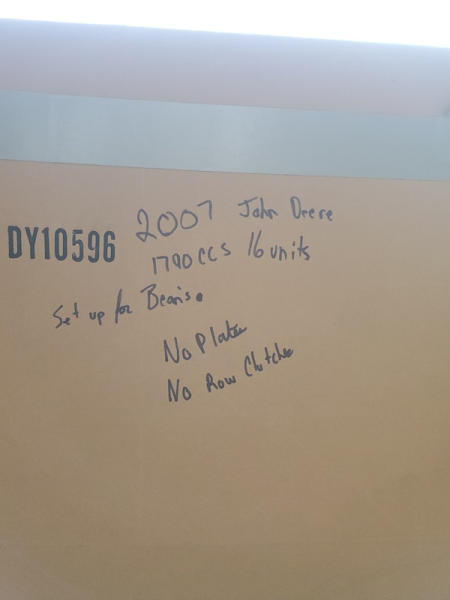 2007 John Deere
DY10596
1790 CCS 16 units
Set up for Beans.
No Plates
No Row Clutches